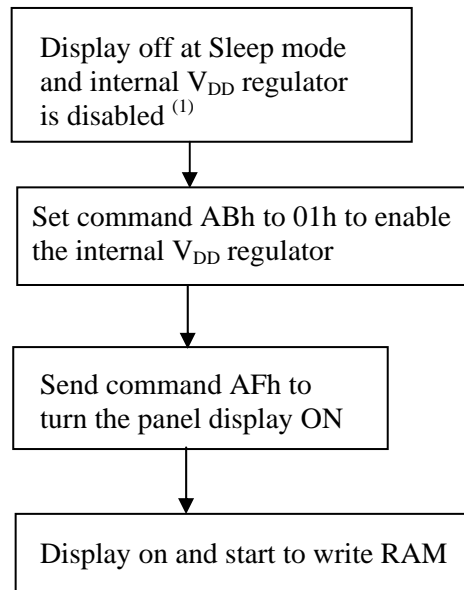 Display off at Sleep mode
and internal VDD regulator
is disabled (1)
Set command ABh to 01h to enable
the internal VDD regulator
Send command AFh to
turn the panel display ON
Display on and start to write RAM